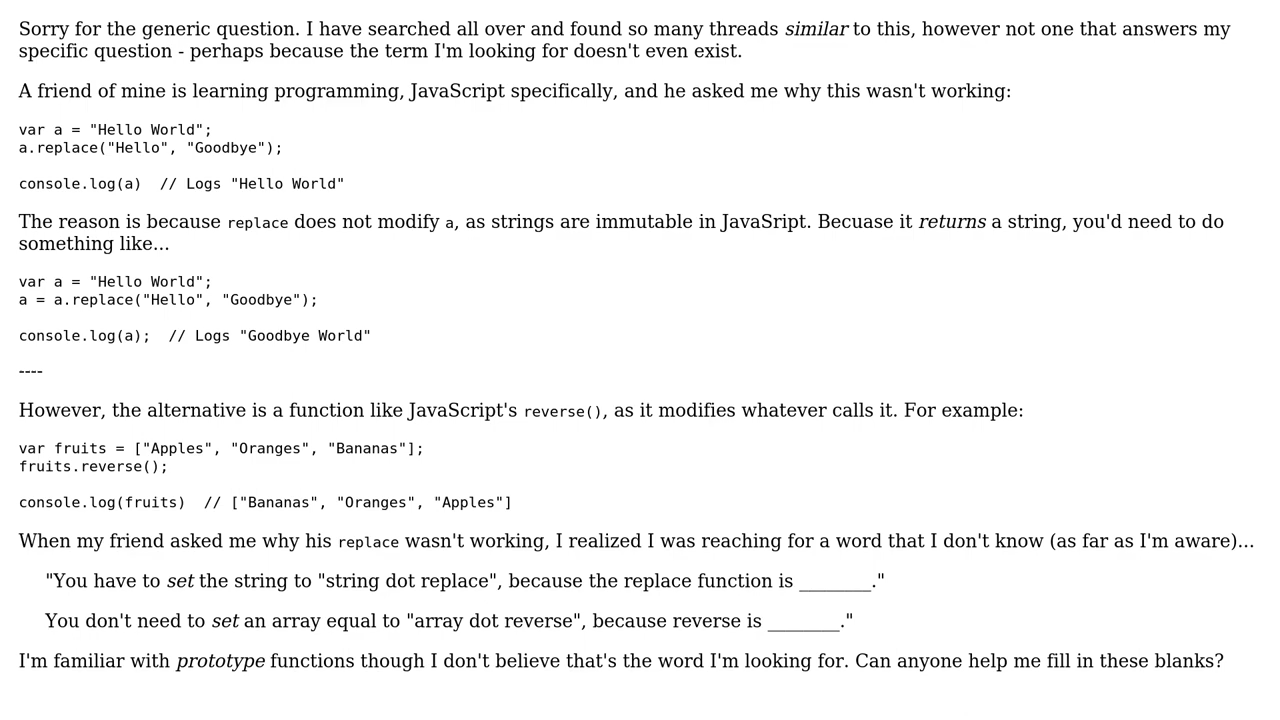 Sorry for the generic question. I have searched all over and found so many threads similar to this, however not one that answers my
specific question - perhaps because the term I'm looking for doesn't even exist.
A friend of mine is learning programming, JavaScript specifically, and he asked me why this wasn't working:
var a = "Hello World";
a.replace("Hello", "Goodbye");
console.log(a)  // Logs "Hello World"
The reason is because replace does not modify a, as strings are immutable in JavaSript. Becuase it returns a string, you'd need to do
something like...
var a = "Hello World";
a = a.replace("Hello", "Goodbye");
console.log(a);  // Logs "Goodbye World"
----
However, the alternative is a function like JavaScript's reverse(), as it modifies whatever calls it. For example:
var fruits = ["Apples", "Oranges", "Bananas"];
fruits.reverse();
console.log(fruits)  // ["Bananas", "Oranges", "Apples"]
When my friend asked me why his replace wasn't working, I realized I was reaching for a word that I don't know (as far as I'm aware)...
"You have to set the string to "string dot replace", because the replace function is ________."
You don't need to set an array equal to "array dot reverse", because reverse is ________."
I'm familiar with prototype functions though I don't believe that's the word I'm looking for. Can anyone help me fill in these blanks?